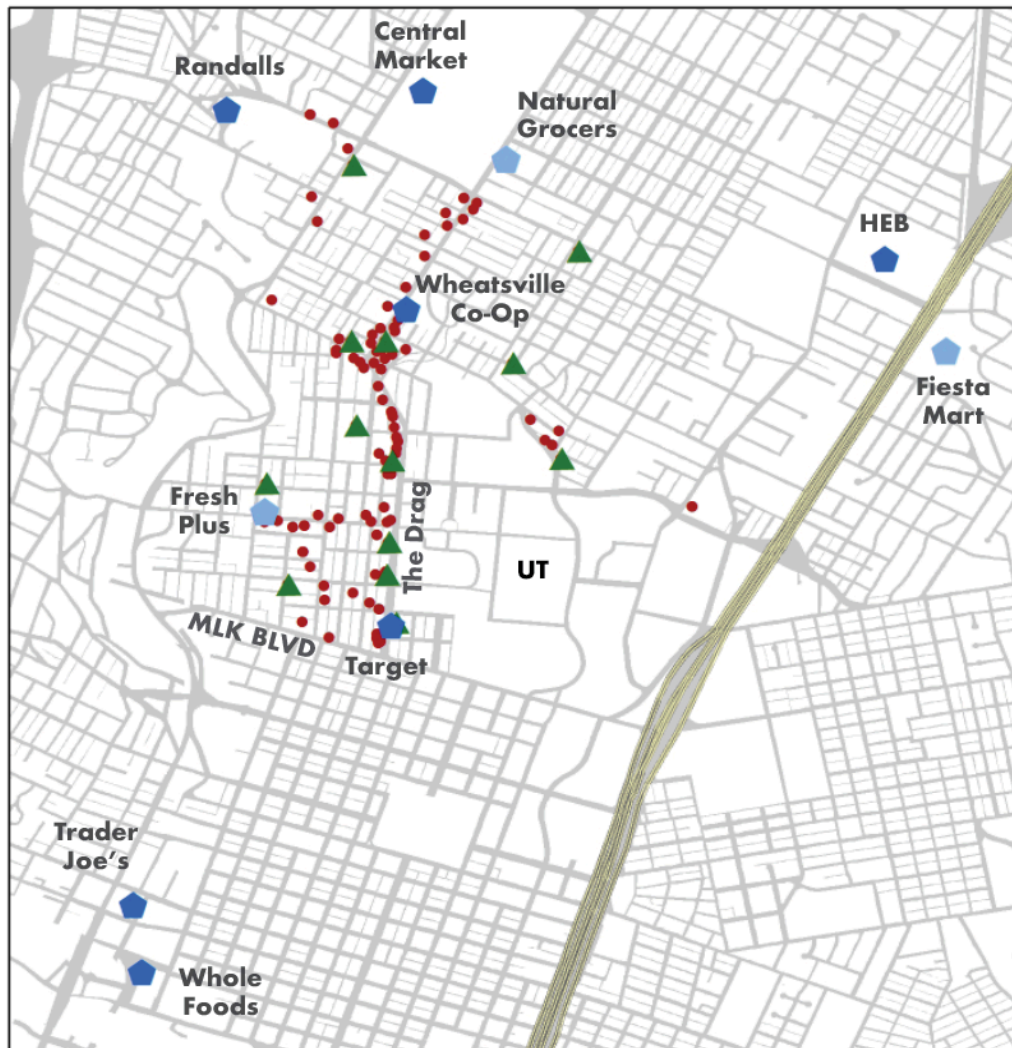 Central
Market
Randalls
Natural
Grocers
HEB
Wheatsville
Co-Op
Fiesta
Mart
Fresh
Plus
The Drag
UT
MLK BLVD
Target
Trader
Joe's
Whole
Foods